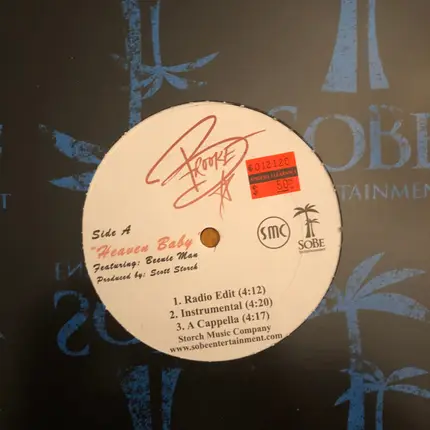 SOBE
ENTERTAINMENT
BROOKE
Side A
"Heaven Baby
Featuring: Beenie Man
Produced by: Scott Storch
SMC
SOBE
ENTERTAINMENT
1. Radio Edit (4:12)
2. Instrumental (4:20)
3. A Cappella (4:17)
Storch Music Company
www.sobeentertainment.com
SOBE